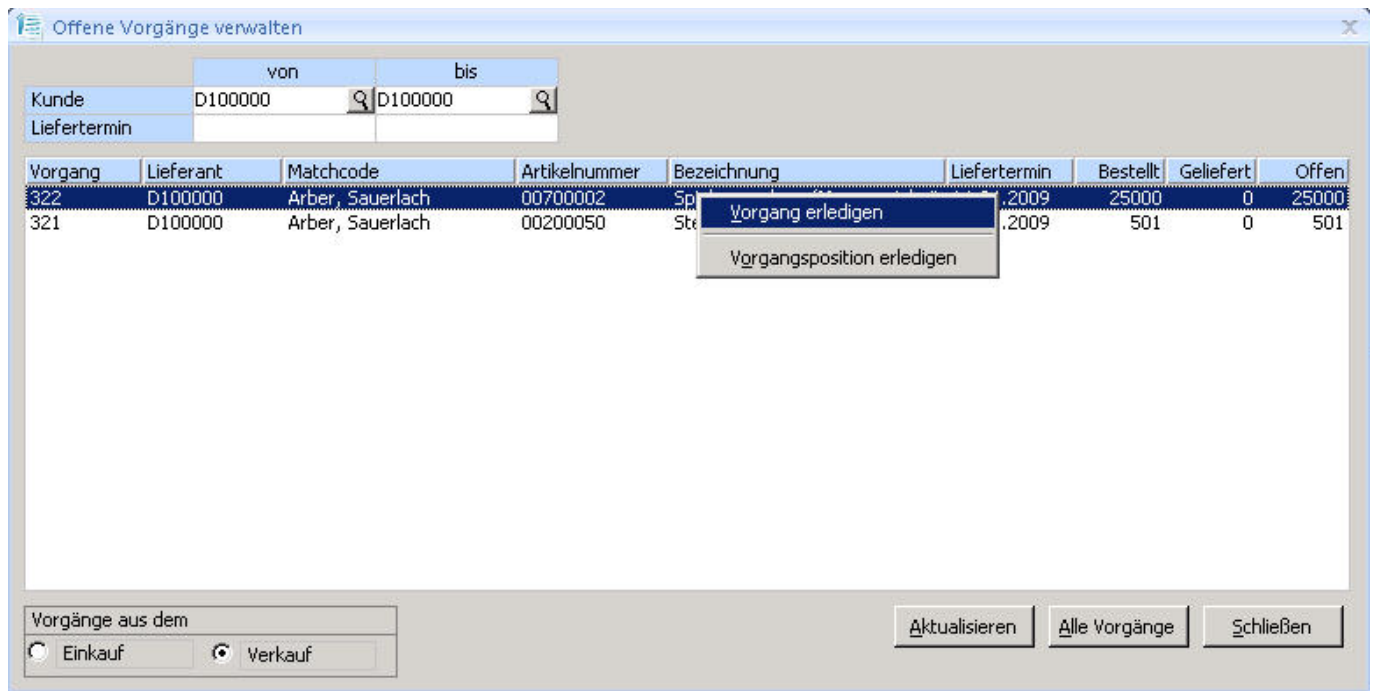 Offene Vorgänge verwalten
von bis
Kunde D100000 D100000
Liefertermin
Vorgang Lieferant Matchcode Artikelnummer Bezeichnung Liefertermin Bestellt Geliefert Offen
322 D100000 Arber, Sauerlach 00700002 .2009 25000 0 25000
321 D100000 Arber, Sauerlach 00200050 .2009 501 0 501
Vorgang erledigen
Vorgangsposition erledigen
Vorgänge aus dem
Einkauf Verkauf
Aktualisieren Alle Vorgänge Schließen